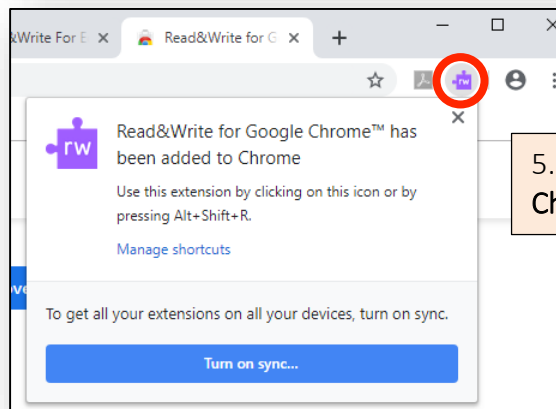 Write For E
Read&Write for G
rw
rw
Read&Write for Google Chrome™ has
been added to Chrome
Use this extension by clicking on this icon or by
pressing Alt+Shift+R.
Manage shortcuts
5.
Ch
To get all your extensions on all your devices, turn on sync.
Turn on sync...